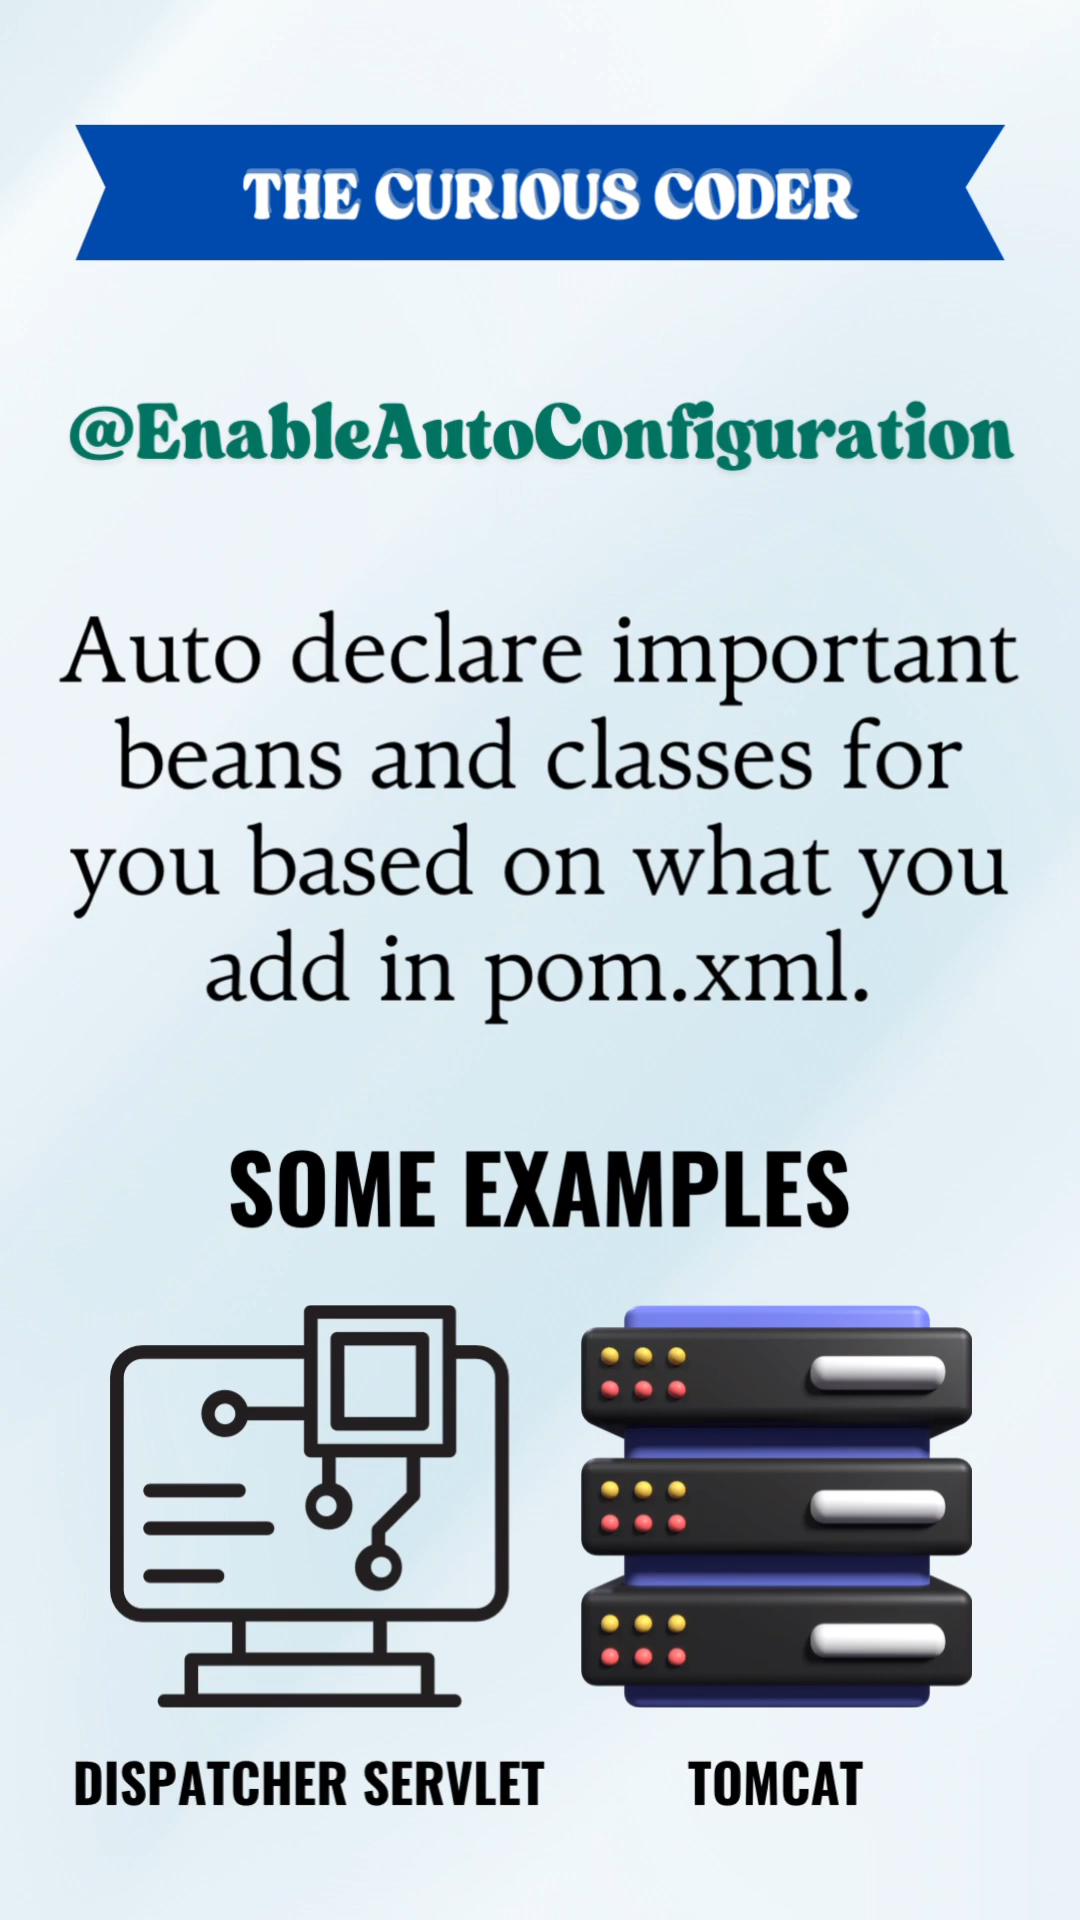 THE CURIOUS CODER
@EnableAutoConfiguration
Auto declare important
beans and classes for
you based on what you
add in pom.xml.
SOME EXAMPLES
DISPATCHER SERVLET
TOMCAT